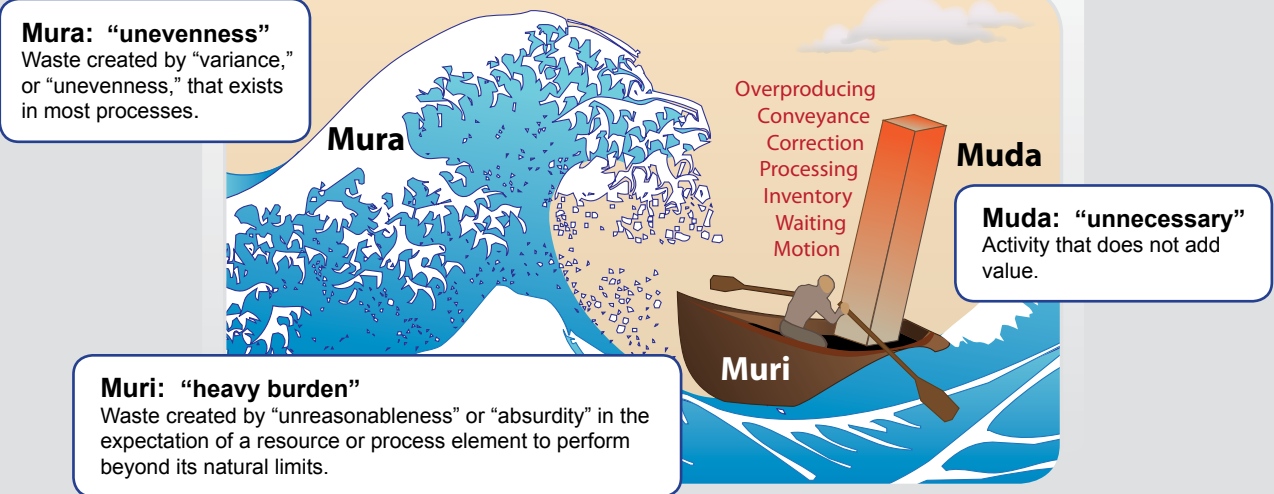 Mura: “unevenness”
Waste created by “variance,”
or “unevenness,” that exists
in most processes.
Mura
Overproducing
Conveyance
Correction
Processing
Inventory
Waiting
Motion
Muda
Muda: “unnecessary”
Activity that does not add
value.
Muri
Muri: “heavy burden”
Waste created by “unreasonableness” or “absurdity” in the
expectation of a resource or process element to perform
beyond its natural limits.